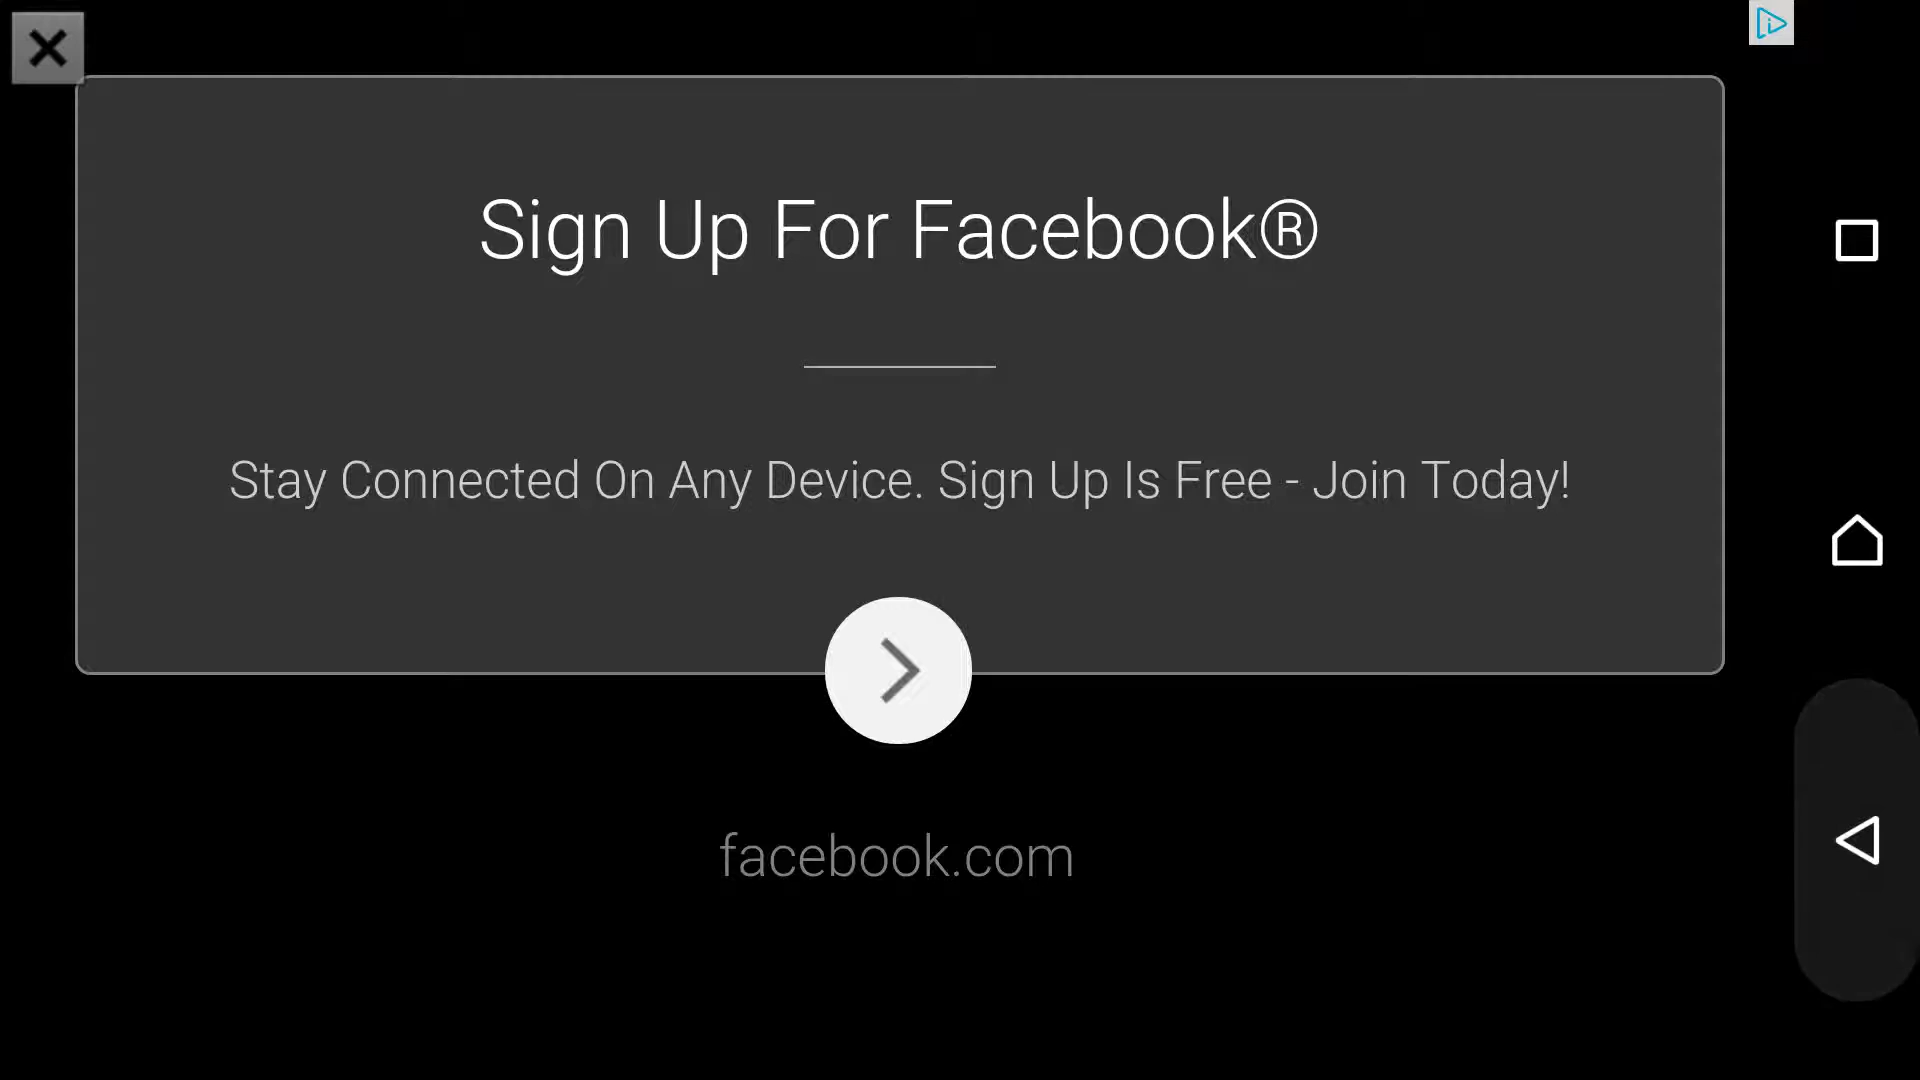 Sign Up For Facebook®
Stay Connected On Any Device. Sign Up Is Free - Join Today!
facebook.com